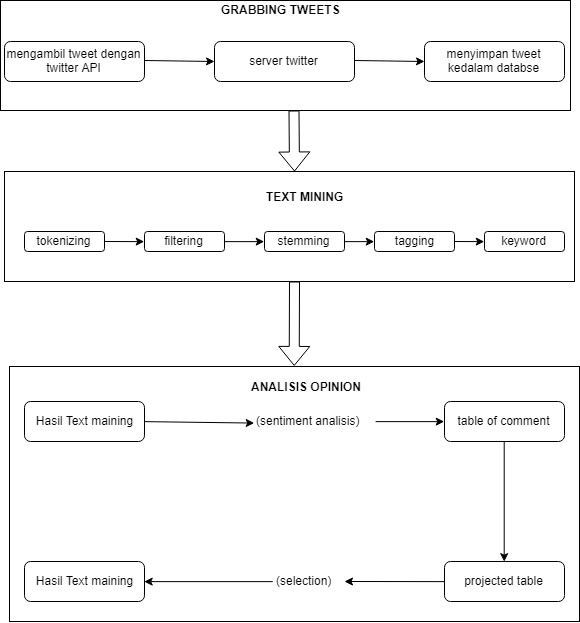 GRABBING TWEETS
mengambil tweet dengan
twitter API
server twitter
menyimpan tweet
kedalam databse
TEXT MINING
tokenizing
filtering
stemming
tagging
keyword
ANALISIS OPINION
Hasil Text maining
(sentiment analisis)
table of comment
Hasil Text maining
(selection)
projected table